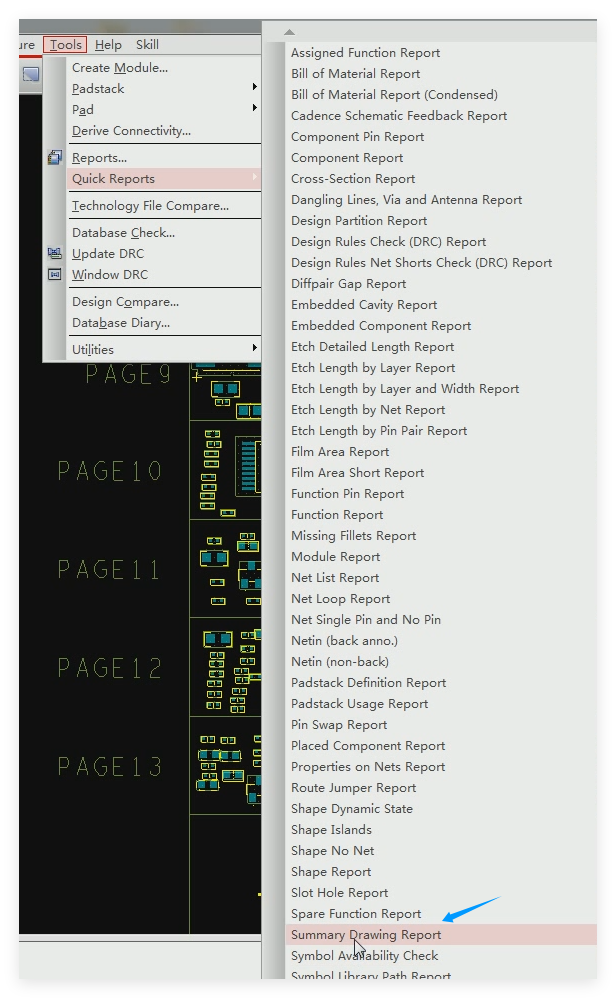 ure Tools Help Skill
Create Module...
Padstack
Pad
Derive Connectivity...
Reports...
Quick Reports
Technology File Compare...
Database Check...
Update DRC
Window DRC
Design Compare...
Database Diary...
Utilities
PAGE9
PAGE10
PAGE11
PAGE12
PAGE13
Assigned Function Report
Bill of Material Report
Bill of Material Report (Condensed)
Cadence Schematic Feedback Report
Component Pin Report
Component Report
Cross-Section Report
Dangling Lines, Via and Antenna Report
Design Partition Report
Design Rules Check (DRC) Report
Design Rules Net Shorts Check (DRC) Report
Diffpair Gap Report
Embedded Cavity Report
Embedded Component Report
Etch Detailed Length Report
Etch Length by Layer Report
Etch Length by Layer and Width Report
Etch Length by Net Report
Etch Length by Pin Pair Report
Film Area Report
Film Area Short Report
Function Pin Report
Function Report
Missing Fillets Report
Module Report
Net List Report
Net Loop Report
Net Single Pin and No Pin
Netin (back anno.)
Netin (non-back)
Padstack Definition Report
Padstack Usage Report
Pin Swap Report
Placed Component Report
Properties on Nets Report
Route Jumper Report
Shape Dynamic State
Shape Islands
Shape No Net
Shape Report
Slot Hole Report
Spare Function Report
Summary Drawing Report
Symbol Availability Check
Symbol Library Path Report